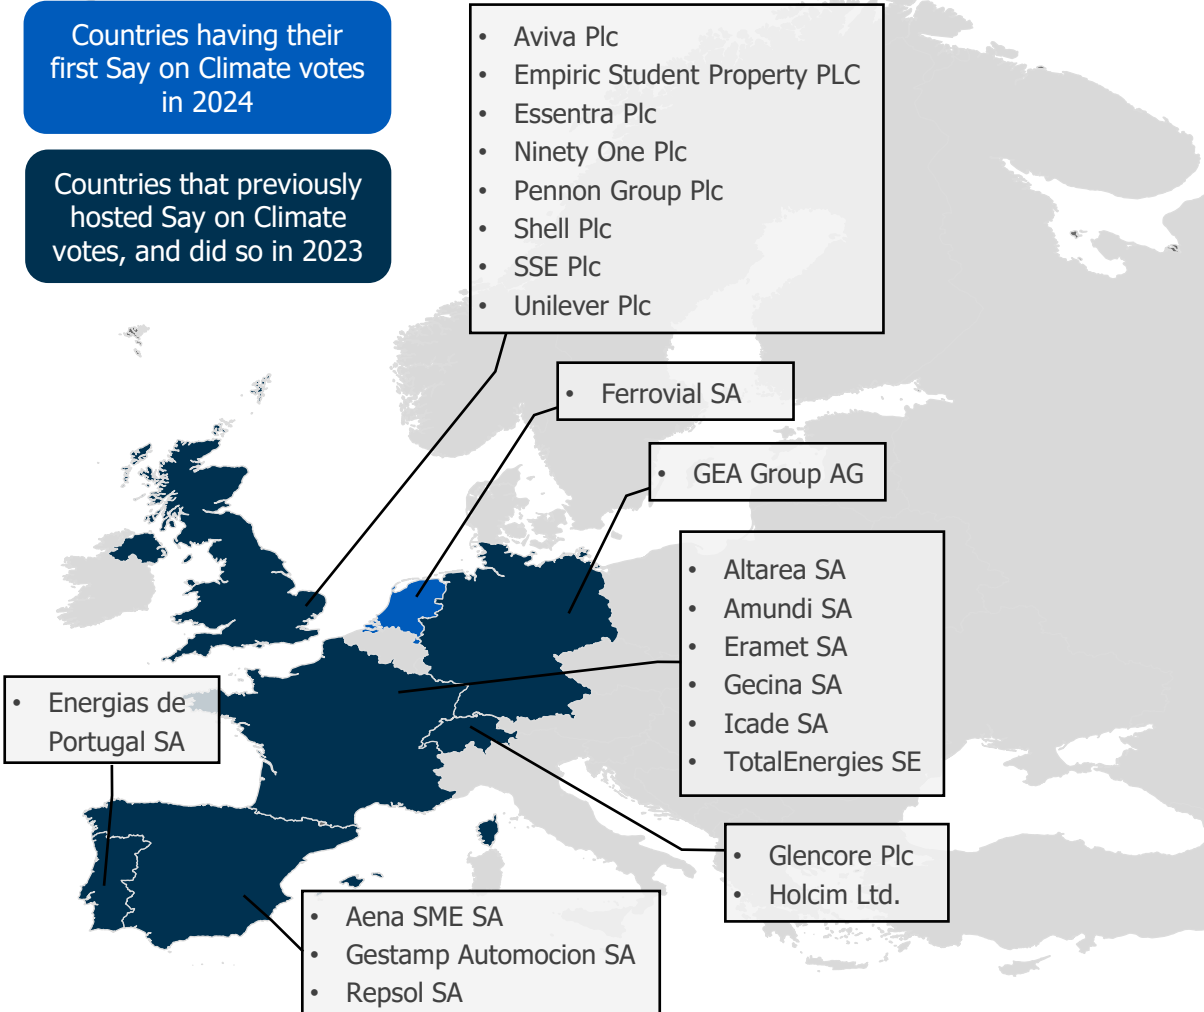 Countries having their
first Say on Climate votes
in 2024
Countries that previously
hosted Say on Climate
votes, and did so in 2023
• Aviva Plc
• Empiric Student Property PLC
• Essentra Plc
• Ninety One Plc
• Pennon Group Plc
• Shell Plc
• SSE Plc
• Unilever Plc
• Ferrovial SA
• GEA Group AG
• Altarea SA
• Amundi SA
• Eramet SA
• Gecina SA
• Icade SA
• TotalEnergies SE
• Energias de
Portugal SA
• Glencore Plc
• Holcim Ltd.
• Aena SME SA
• Gestamp Automocion SA
• Repsol SA